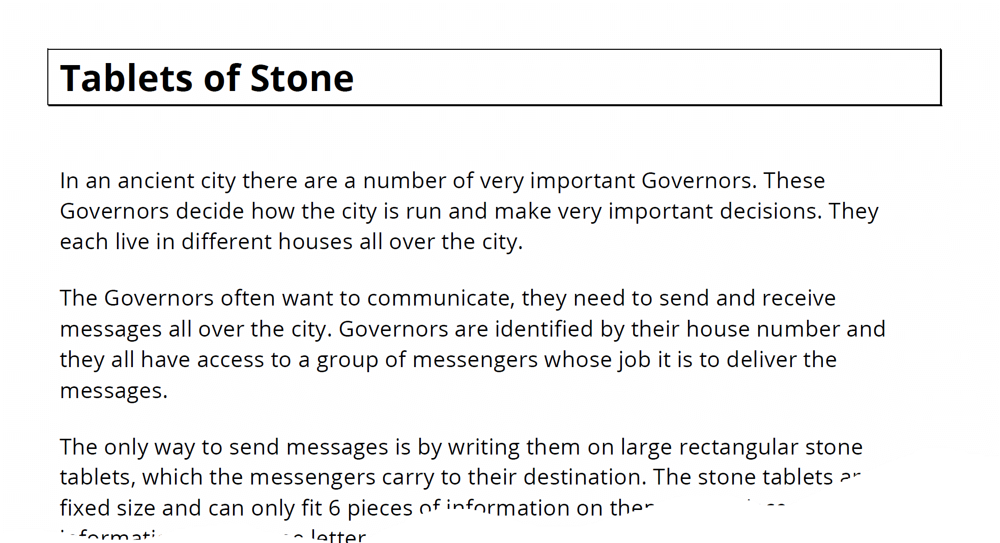 Tablets of Stone
In an ancient city there are a number of very important Governors. These
Governors decide how the city is run and make very important decisions. They
each live in different houses all over the city.
The Governors often want to communicate, they need to send and receive
messages all over the city. Governors are identified by their house number and
they all have access to a group of messengers whose job it is to deliver the
messages.
The only way to send messages is by writing them on large rectangular stone
tablets, which the messengers carry to their destination. The stone tablets
fixed size and can only fit 6 pieces of information on
letter